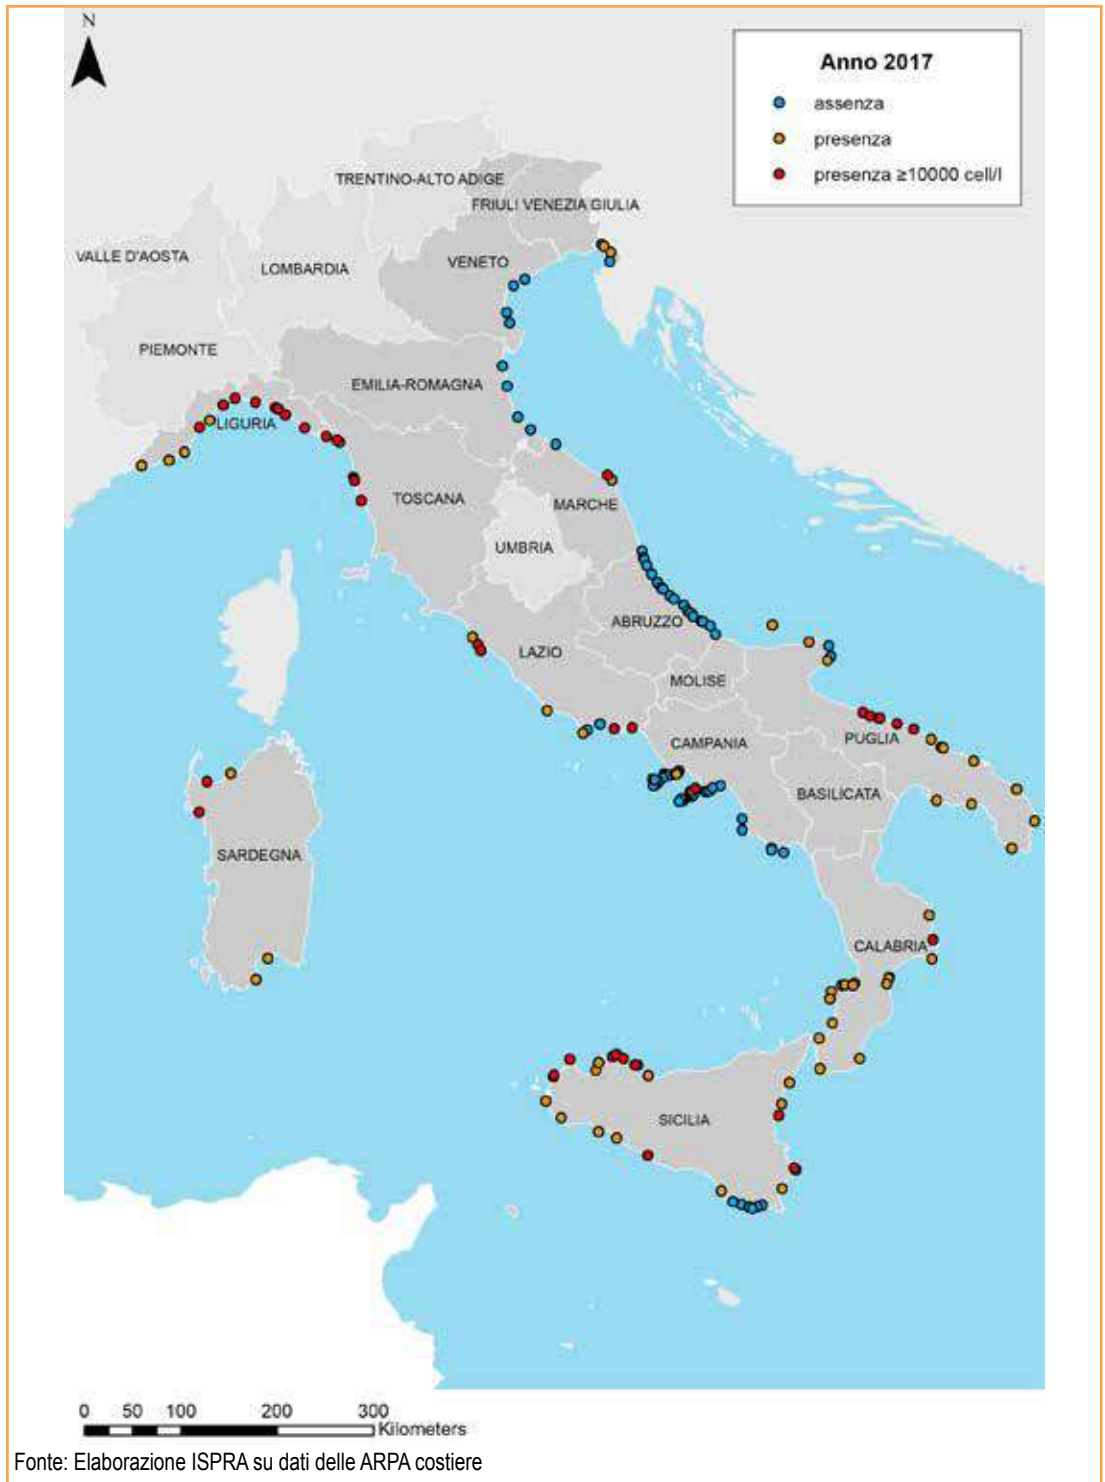 N
Anno 2017
assenza
presenza
presenza ≥10000 cell/l
TRENTINO-ALTO ADIGE
FRIULI VENEZIA GIULIA
VALLE D'AOSTA
LOMBARDIA
VENETO
PIEMONTE
EMILIA-ROMAGNA
LIGURIA
TOSCANA
MARCHE
UMBRIA
ABRUZZO
LAZIO
MOLISE
CAMPANIA
PUGLIA
BASILICATA
SARDEGNA
CALABRIA
SICILIA
0 50 100 200 300
Kilometers
Fonte: Elaborazione ISPRA su dati delle ARPA costiere